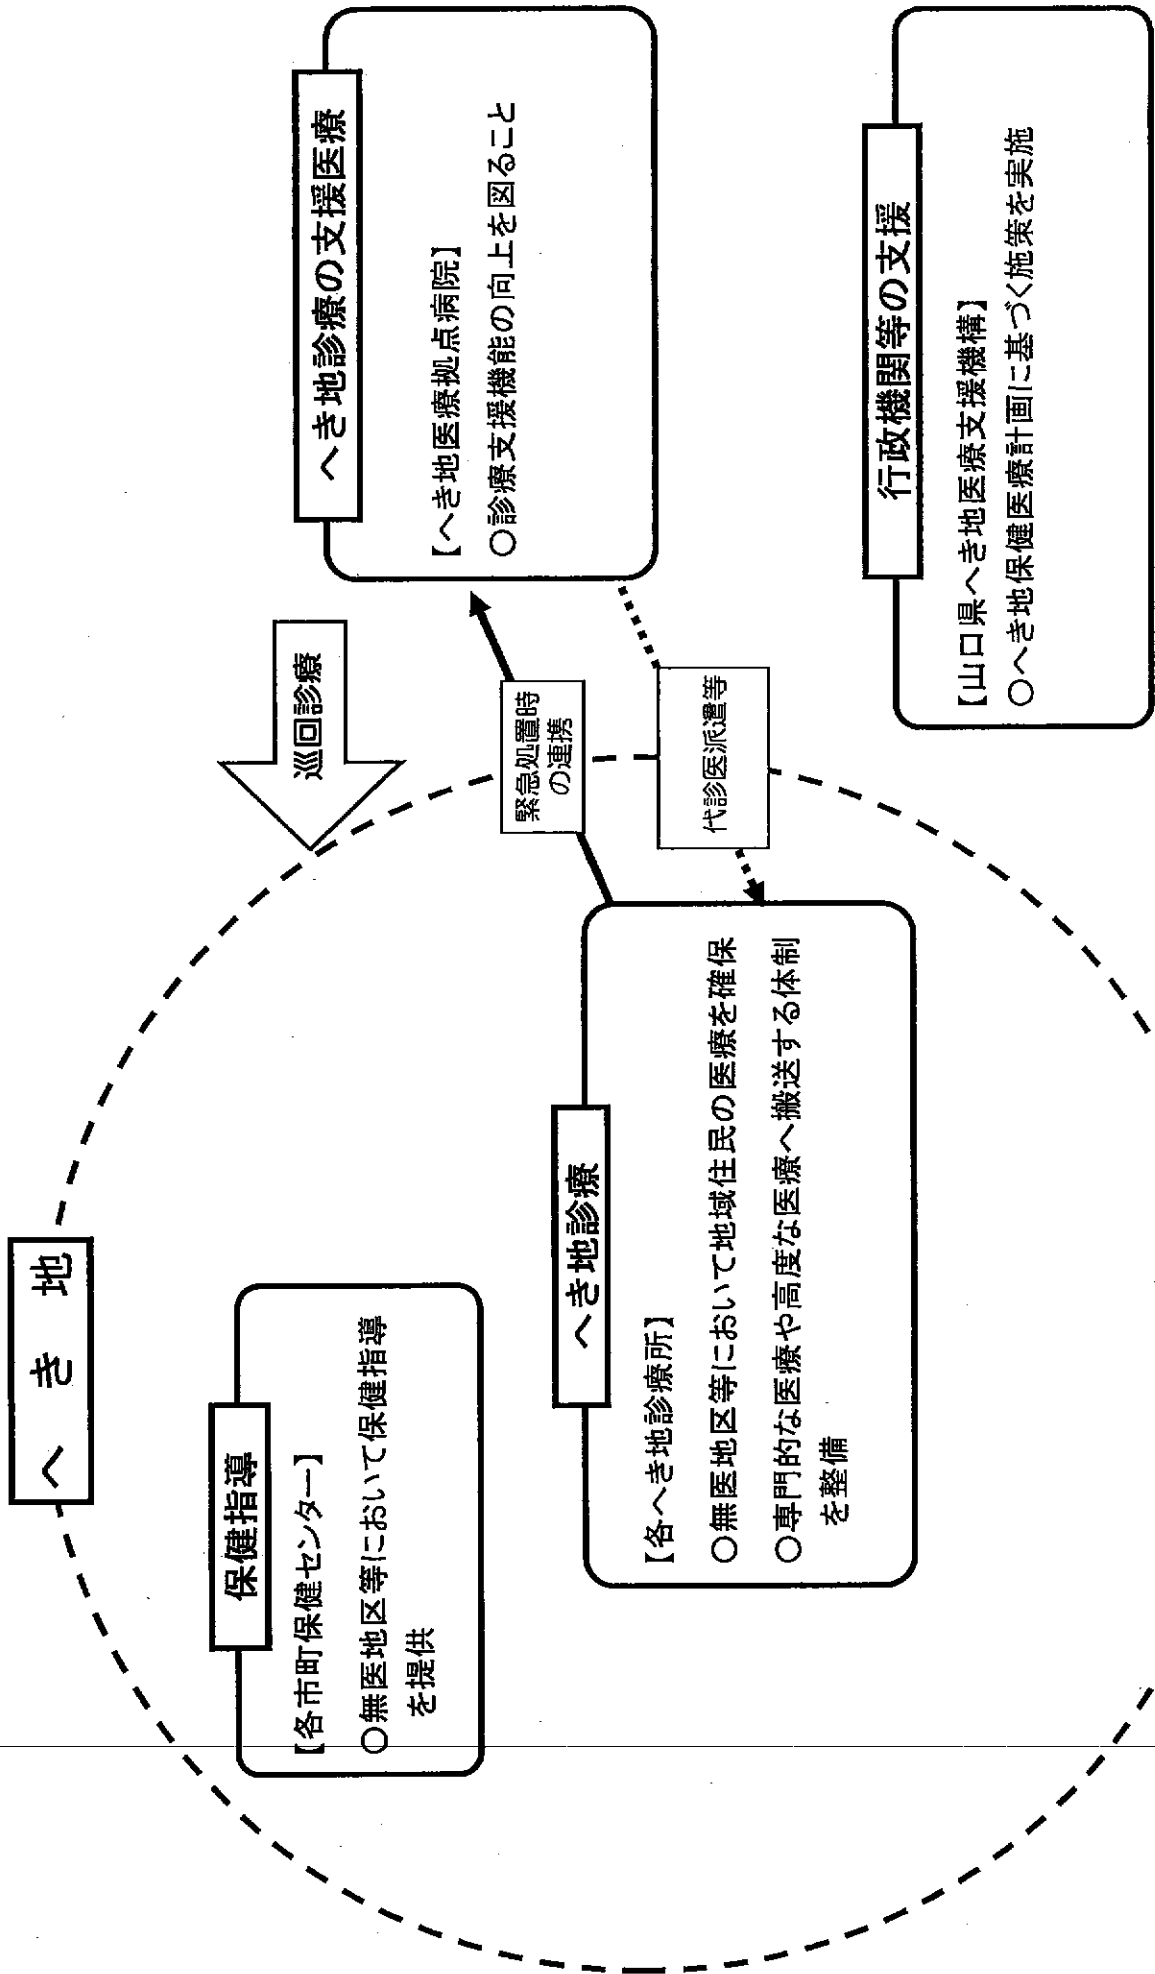 へき地
保健指導
【各市町保健センター】
〇無医地区等において保健指導
を提供
へき地診療
【各へき地診療所】
〇無医地区等において地域住民の医療を確保
〇専門的な医療や高度な医療へ搬送する体制
を整備
巡回診療
緊急処置時
の連携
代診医派遣等
へき地診療の支援医療
【へき地医療拠点病院】
〇診療支援機能の向上を図ること
行政機関等の支援
【山口県へき地医療支援機構】
〇へき地保健医療計画に基づく施策を実施